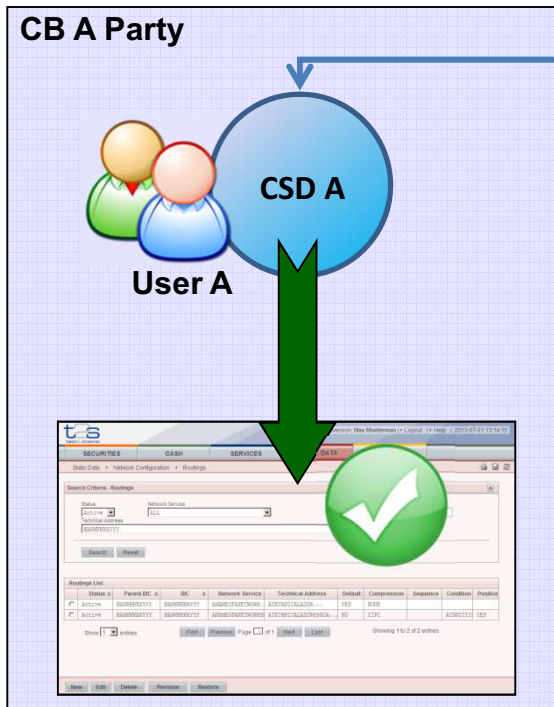 CB A Party
CSD A
User A
SECURITIES CASH SERVICES DATA
Static Data Network Configuration Routings
Search Criteria - Routings
Status Network Service
Active ALL
Technical Address
Search Reset
Routings List
Status Parent BIC BIC Network Service Technical Address Default Compression Sequence Condition Positive
Active YES NONE
Active NO ZIPC YES
Show 1 entries First Previous Page of 1 Next Last Showing 1 to 2 of 2 entries
New Edit Delete Revision Restore